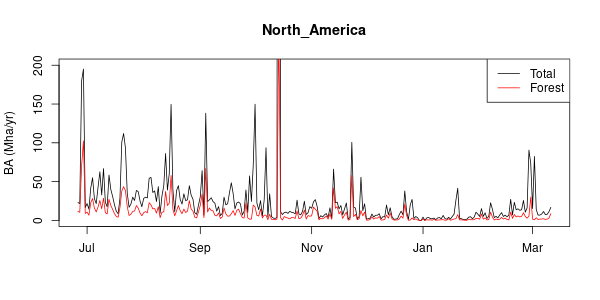 North_America
BA (Mha/yr)
200
150
100
50
0
Total
Forest
Jul
Sep
Nov
Jan
Mar